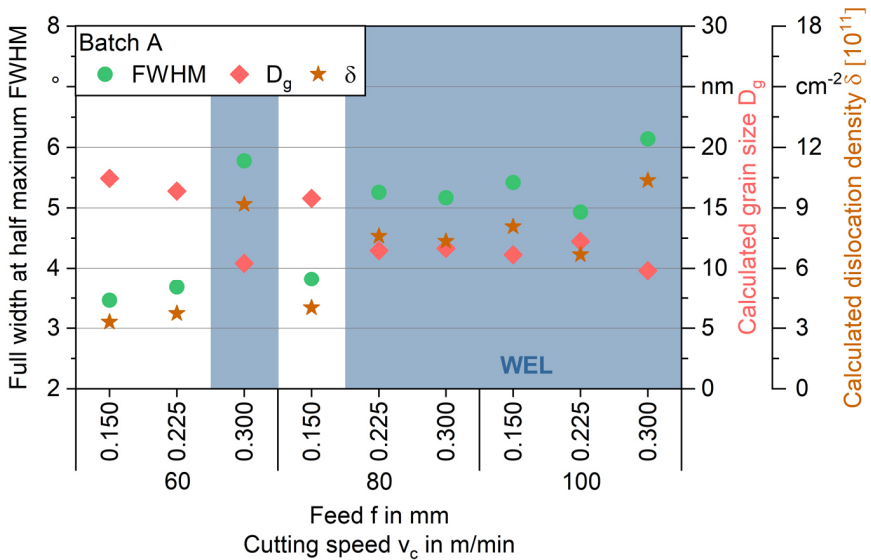 Batch A
FWHM D_g δ
Full width at half maximum FWHM
8
°
6
5
4
3
2
30
nm
20
15
10
5
0
Calculated grain size D_g
18
cm-2
12
9
6
3
0
Calculated dislocation density δ [10^11]
WEL
0.150 0.225 0.300 0.150 0.225 0.300 0.150 0.225 0.300
60 80 100
Feed f in mm
Cutting speed v_c in m/min